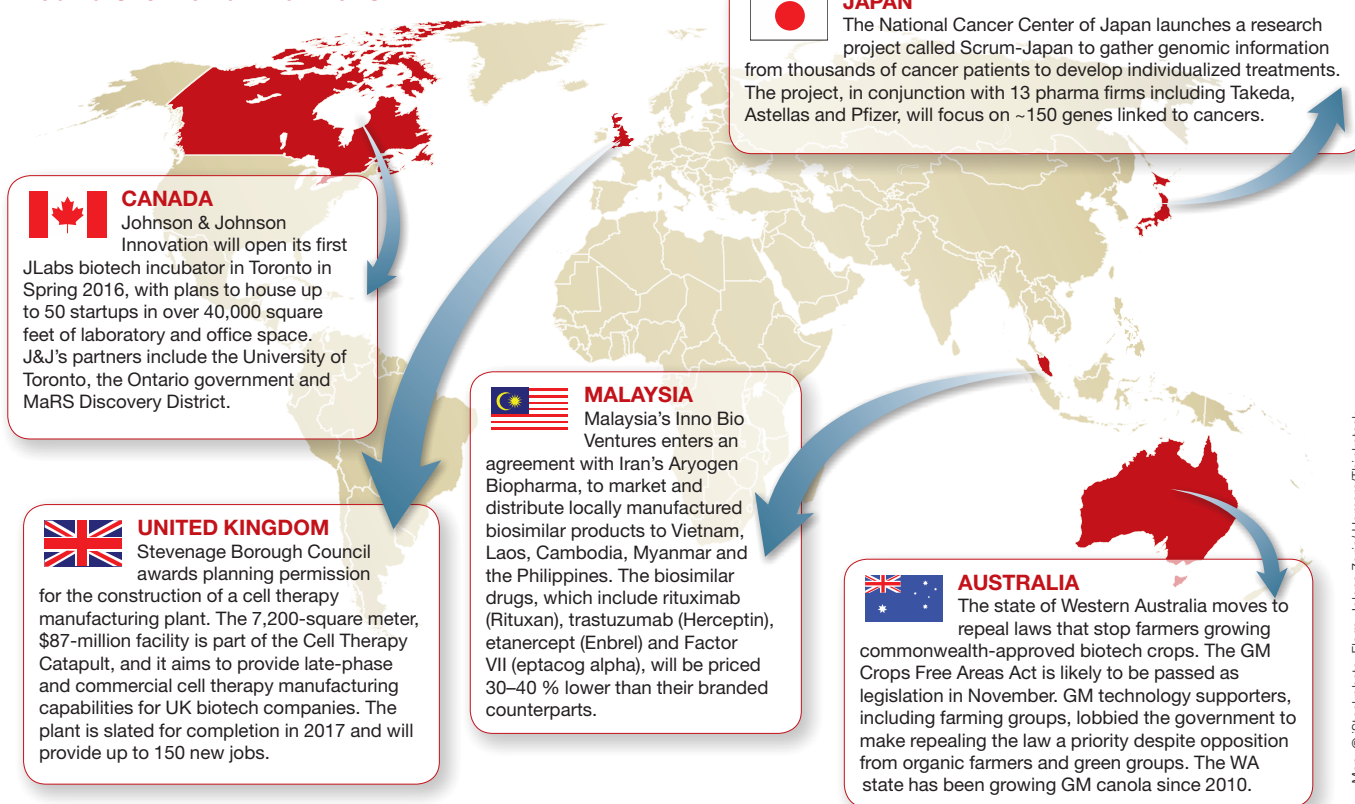 JAPAN
The National Cancer Center of Japan launches a research
project called Scrum-Japan to gather genomic information
from thousands of cancer patients to develop individualized treatments.
The project, in conjunction with 13 pharma firms including Takeda,
Astellas and Pfizer, will focus on ~150 genes linked to cancers.
CANADA
Johnson & Johnson
Innovation will open its first
JLabs biotech incubator in Toronto in
Spring 2016, with plans to house up
to 50 startups in over 40,000 square
feet of laboratory and office space.
J&J's partners include the University of
Toronto, the Ontario government and
MaRS Discovery District.
MALAYSIA
Malaysia's Inno Bio
Ventures enters an
agreement with Iran's Aryogen
Biopharma, to market and
distribute locally manufactured
biosimilar products to Vietnam,
Laos, Cambodia, Myanmar and
the Philippines. The biosimilar
drugs, which include rituximab
(Rituxan), trastuzumab (Herceptin),
etanercept (Enbrel) and Factor
VII (eptacog alpha), will be priced
30–40 % lower than their branded
counterparts.
UNITED KINGDOM
Stevenage Borough Council
awards planning permission
for the construction of a cell therapy
manufacturing plant. The 7,200-square meter,
$87-million facility is part of the Cell Therapy
Catapult, and it aims to provide late-phase
and commercial cell therapy manufacturing
capabilities for UK biotech companies. The
plant is slated for completion in 2017 and will
provide up to 150 new jobs.
AUSTRALIA
The state of Western Australia moves to
repeal laws that stop farmers growing
commonwealth-approved biotech crops. The GM
Crops Free Areas Act is likely to be passed as
legislation in November. GM technology supporters,
including farming groups, lobbied the government to
make repealing the law a priority despite opposition
from organic farmers and green groups. The WA
state has been growing GM canola since 2010.